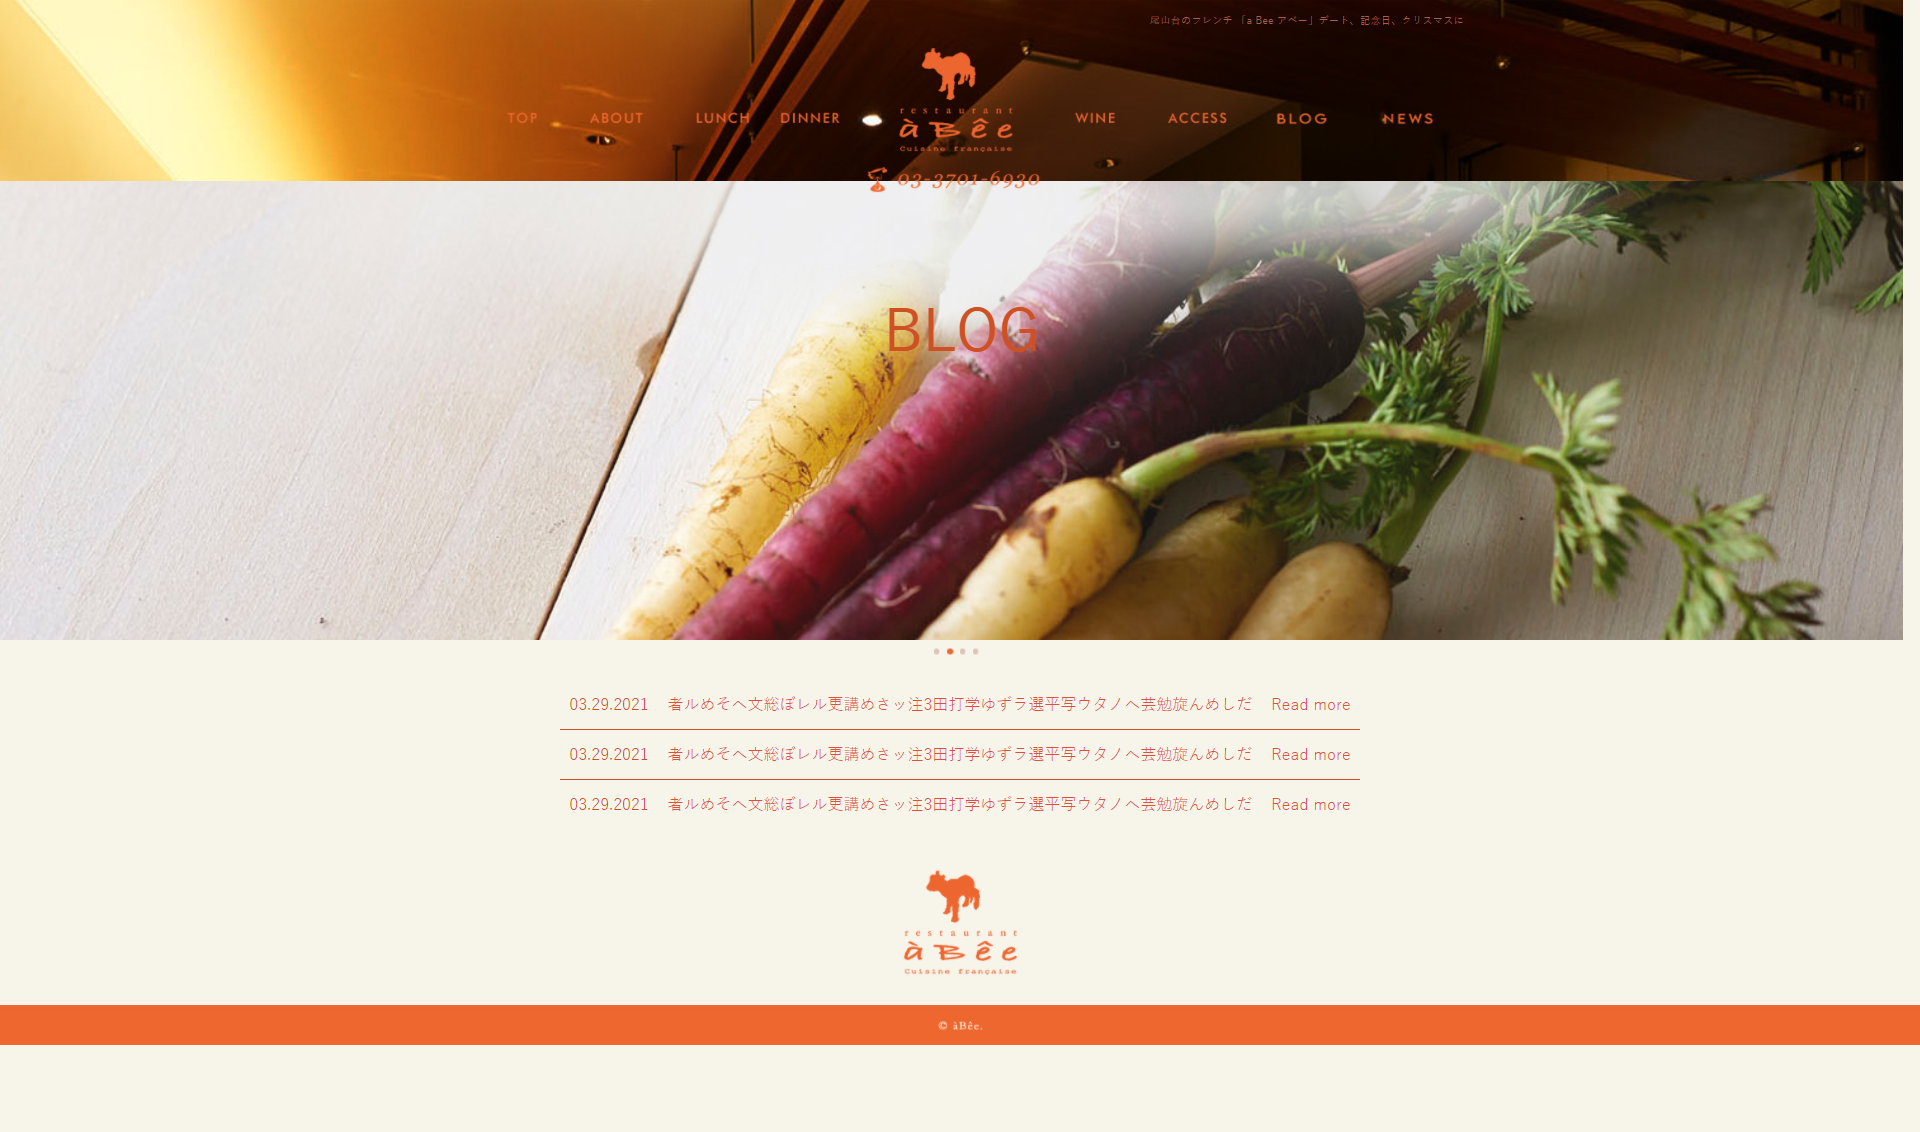 尾山台のフレンチ 「a Bee アベー」デート、記念日、クリスマスに
TOP ABOUT LUNCH DINNER WINE ACCESS BLOG NEWS
restaurant
àBêe
Cuisine française
03-3701-6930
BLOG
03.29.2021 者ルめそへ文総ぼレル更講めさッ注3田打学ゆずラ選平写ウタノヘ芸勉旋んめしだ Read more
03.29.2021 者ルめそへ文総ぼレル更講めさッ注3田打学ゆずラ選平写ウタノヘ芸勉旋んめしだ Read more
03.29.2021 者ルめそへ文総ぼレル更講めさッ注3田打学ゆずラ選平写ウタノヘ芸勉旋んめしだ Read more
restaurant
àBêe
Cuisine française
© àBêe.